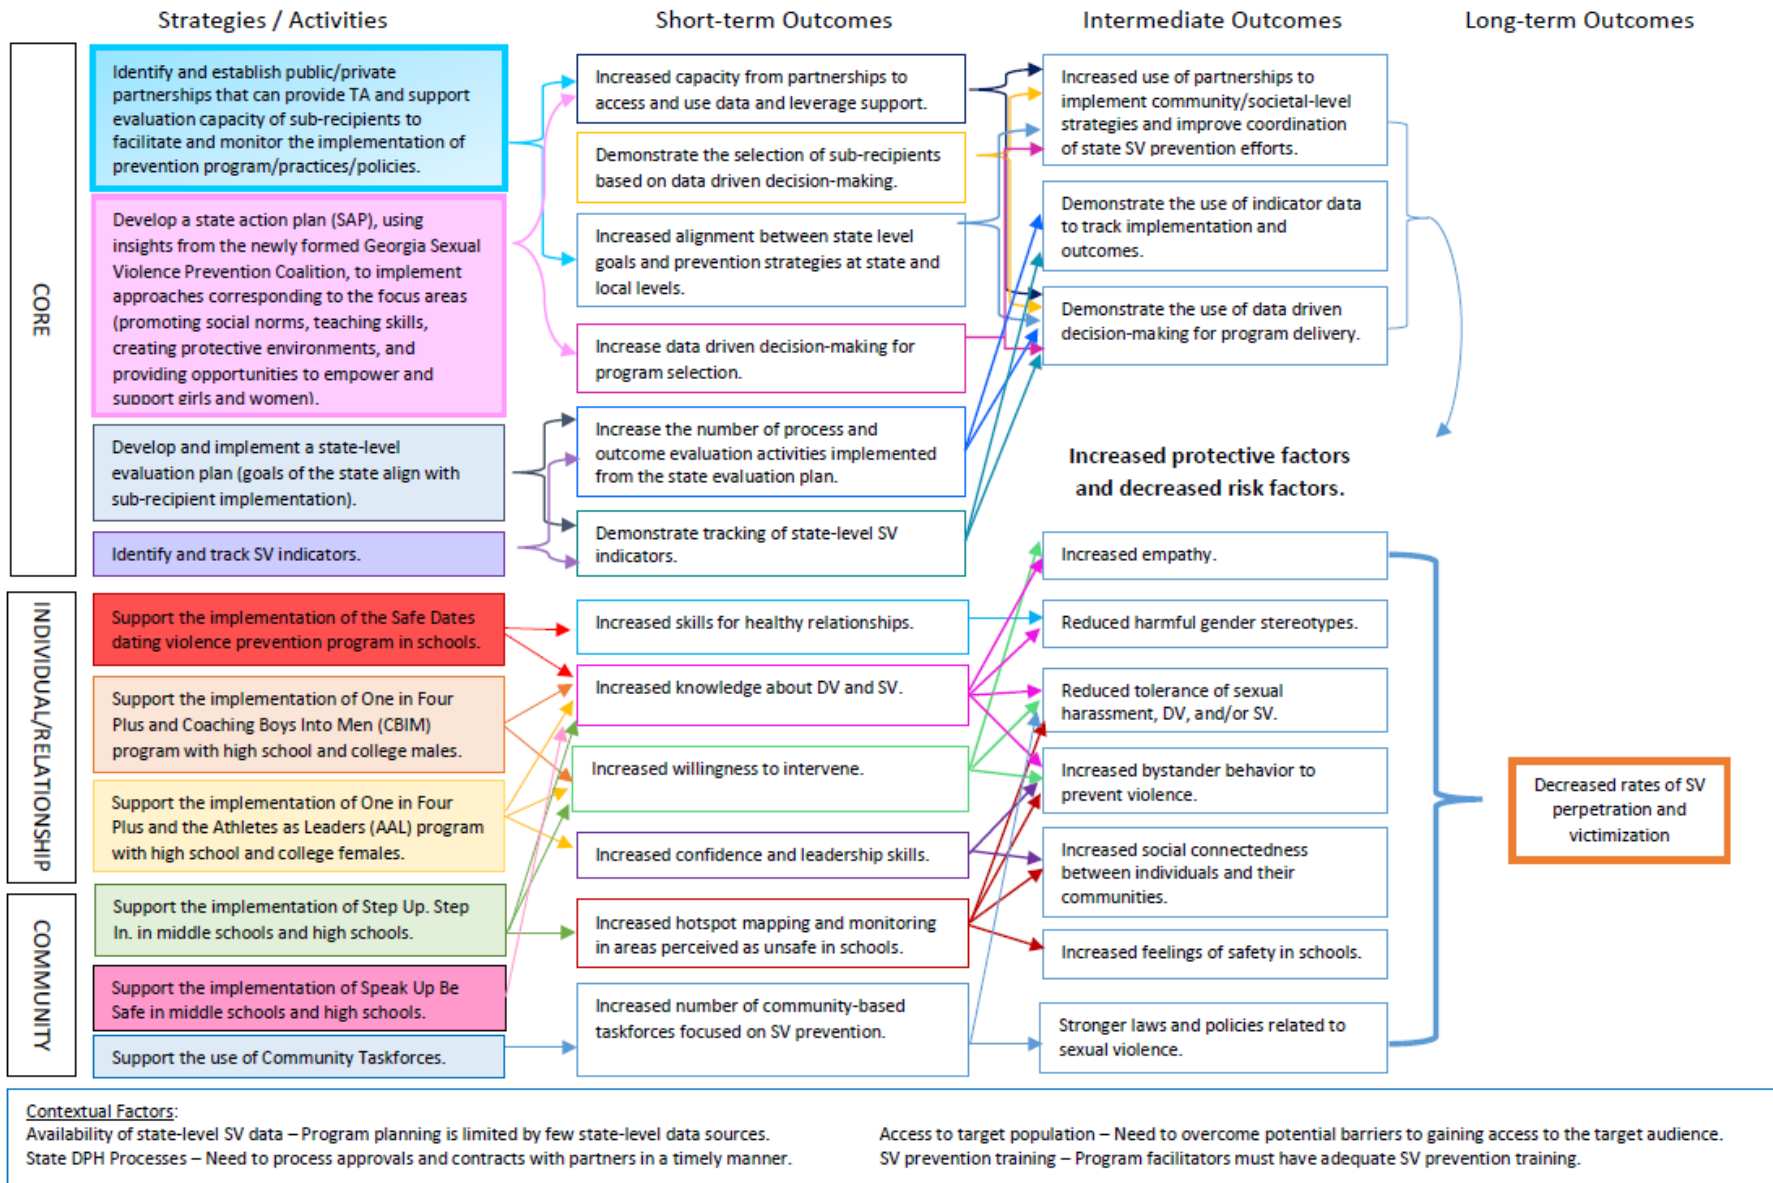 Strategies / Activities
Short-term Outcomes
Intermediate Outcomes
Long-term Outcomes
CORE
Identify and establish public/private
partnerships that can provide TA and support
evaluation capacity of sub-recipients to
facilitate and monitor the implementation of
prevention program/practices/policies.
Develop a state action plan (SAP), using
insights from the newly formed Georgia Sexual
Violence Prevention Coalition, to implement
approaches corresponding to the focus areas
(promoting social norms, teaching skills,
creating protective environments, and
providing opportunities to empower and
support girls and women).
Develop and implement a state-level
evaluation plan (goals of the state align with
sub-recipient implementation).
Identify and track SV indicators.
Increased capacity from partnerships to
access and use data and leverage support.
Demonstrate the selection of sub-recipients
based on data driven decision-making.
Increased alignment between state level
goals and prevention strategies at state and
local levels.
Increase data driven decision-making for
program selection.
Increase the number of process and
outcome evaluation activities implemented
from the state evaluation plan.
Demonstrate tracking of state-level SV
indicators.
Increased use of partnerships to
implement community/societal-level
strategies and improve coordination
of state SV prevention efforts.
Demonstrate the use of indicator data
to track implementation and
outcomes.
Demonstrate the use of data driven
decision-making for program delivery.
Increased protective factors
and decreased risk factors.
INDIVIDUAL/RELATIONSHIP
Support the implementation of the Safe Dates
dating violence prevention program in schools.
Support the implementation of One in Four
Plus and Coaching Boys Into Men (CBIM)
program with high school and college males.
Support the implementation of One in Four
Plus and the Athletes as Leaders (AAL) program
with high school and college females.
COMMUNITY
Support the implementation of Step Up. Step
In. in middle schools and high schools.
Support the implementation of Speak Up Be
Safe in middle schools and high schools.
Support the use of Community Taskforces.
Increased skills for healthy relationships.
Increased knowledge about DV and SV.
Increased willingness to intervene.
Increased confidence and leadership skills.
Increased hotspot mapping and monitoring
in areas perceived as unsafe in schools.
Increased number of community-based
taskforces focused on SV prevention.
Increased empathy.
Reduced harmful gender stereotypes.
Reduced tolerance of sexual
harassment, DV, and/or SV.
Increased bystander behavior to
prevent violence.
Increased social connectedness
between individuals and their
communities.
Increased feelings of safety in schools.
Stronger laws and policies related to
sexual violence.
Decreased rates of SV
perpetration and
victimization
Contextual Factors:
Availability of state-level SV data – Program planning is limited by few state-level data sources.
State DPH Processes – Need to process approvals and contracts with partners in a timely manner.
Access to target population – Need to overcome potential barriers to gaining access to the target audience.
SV prevention training – Program facilitators must have adequate SV prevention training.